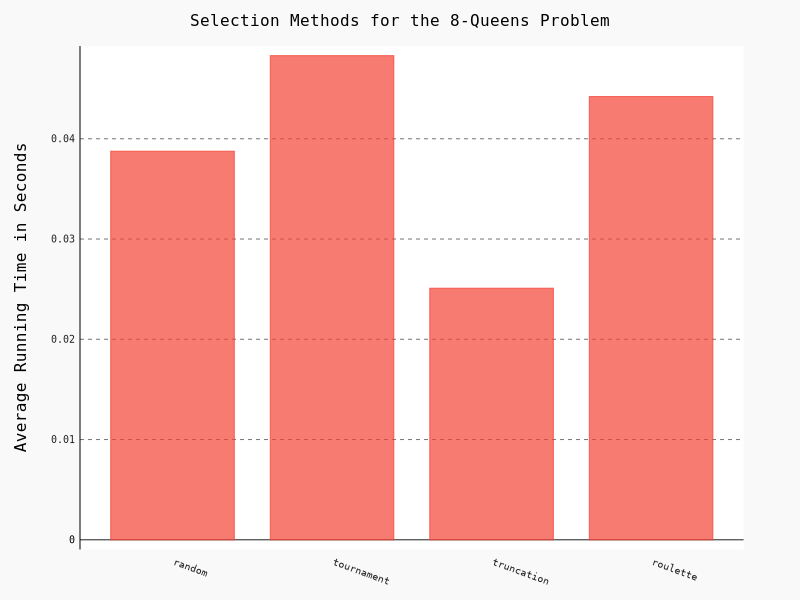 Selection Methods for the 8-Queens Problem
Average Running Time in Seconds
0.04
0.03
0.02
0.01
0
random
tournament
truncation
roulette